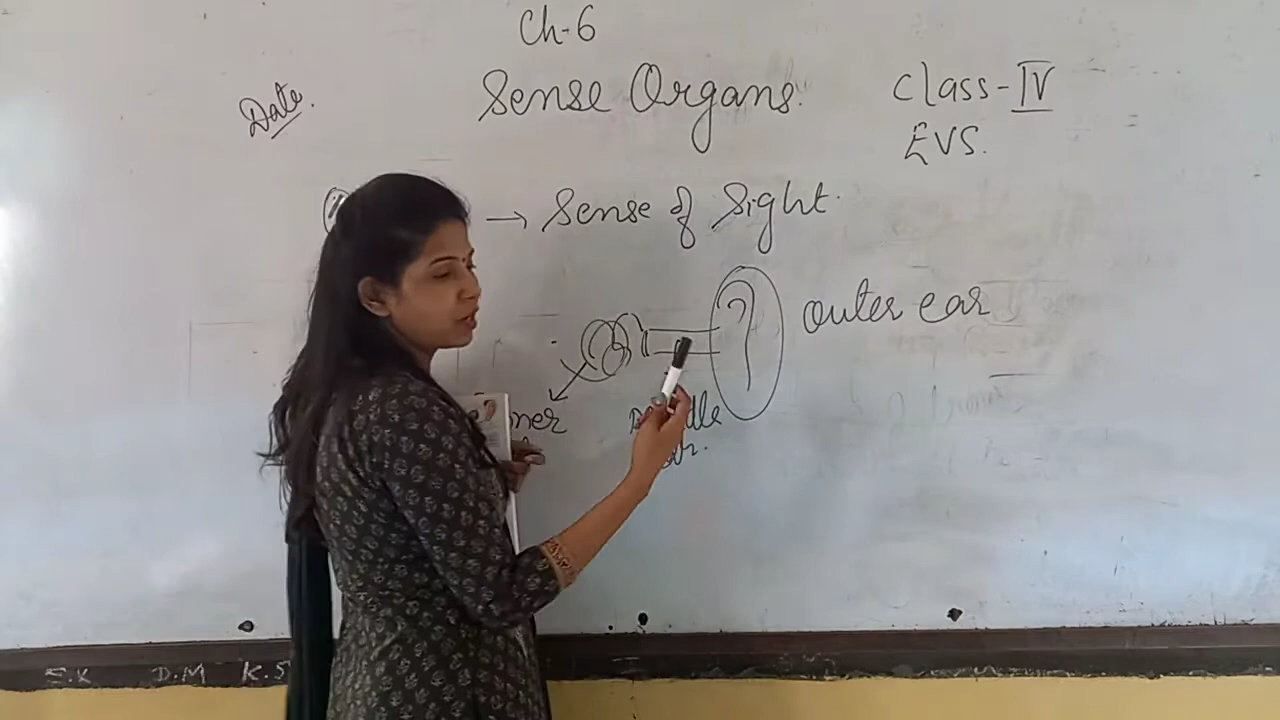 Ch-6
Date.
Sense Organs.
Class-IV
EVS.
→ Sense of Sight.
outer ear
E.K
D.M